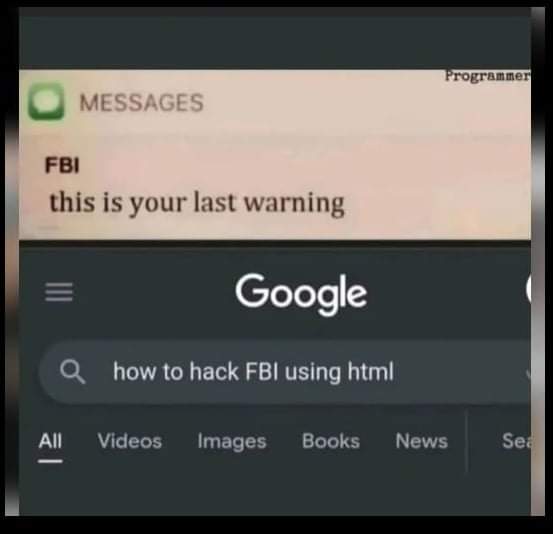 Programmer
MESSAGES
FBI
this is your last warning
Google
how to hack FBI using html
All Videos Images Books News Sea